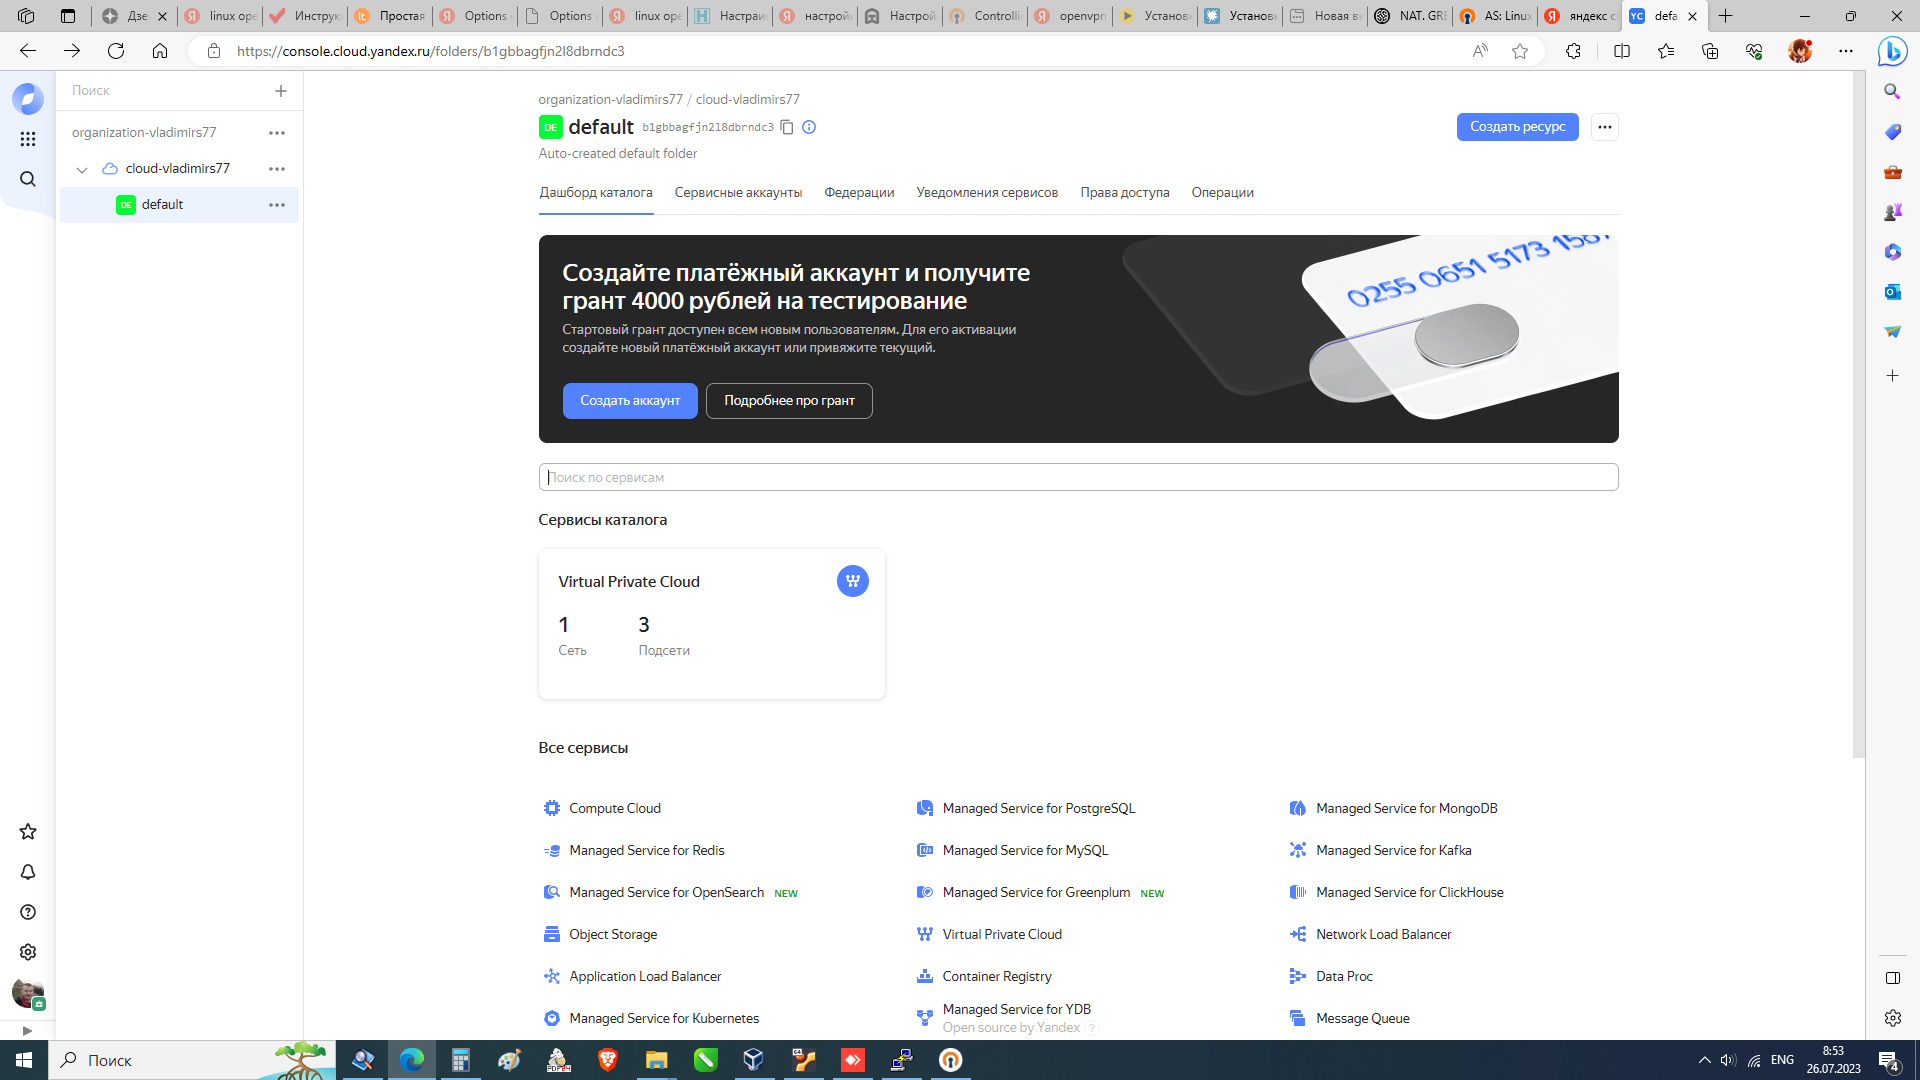 Дзе
linux ope
Инструк
Простая
Options
Options
linux ope
Настраи
настрой
Настрой
Controlli
openvpn
Установ
Установ
Новая в
NAT. GRE
AS: Linux
яндекс с
defa
https://console.cloud.yandex.ru/folders/b1gbbagfjn2l8dbrndc3
Поиск
organization-vladimirs77
cloud-vladimirs77
DE default
organization-vladimirs77 / cloud-vladimirs77
DE default b1gbbagfjn2l8dbrndc3
Auto-created default folder
Создать ресурс
Дашборд каталога Сервисные аккаунты Федерации Уведомления сервисов Права доступа Операции
Создайте платёжный аккаунт и получите
грант 4000 рублей на тестирование
Стартовый грант доступен всем новым пользователям. Для его активации
создайте новый платёжный аккаунт или привяжите текущий.
Создать аккаунт Подробнее про грант
0255 0651 5173 1587
Поиск по сервисам
Сервисы каталога
Virtual Private Cloud
1 3
Сеть Подсети
Все сервисы
Compute Cloud Managed Service for PostgreSQL Managed Service for MongoDB
Managed Service for Redis Managed Service for MySQL Managed Service for Kafka
Managed Service for OpenSearch NEW Managed Service for Greenplum NEW Managed Service for ClickHouse
Object Storage Virtual Private Cloud Network Load Balancer
Application Load Balancer Container Registry Data Proc
Managed Service for Kubernetes Managed Service for YDB Message Queue
Open source by Yandex ?
Поиск
ENG
8:53
26.07.2023
4